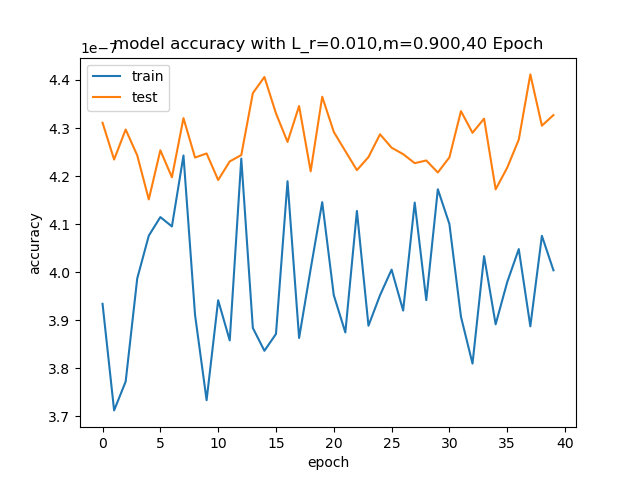 1e−7
model accuracy with L_r=0.010,m=0.900,40 Epoch
train
test
4.4
4.3
4.2
4.1
4.0
3.9
3.8
3.7
accuracy
0 5 10 15 20 25 30 35 40
epoch